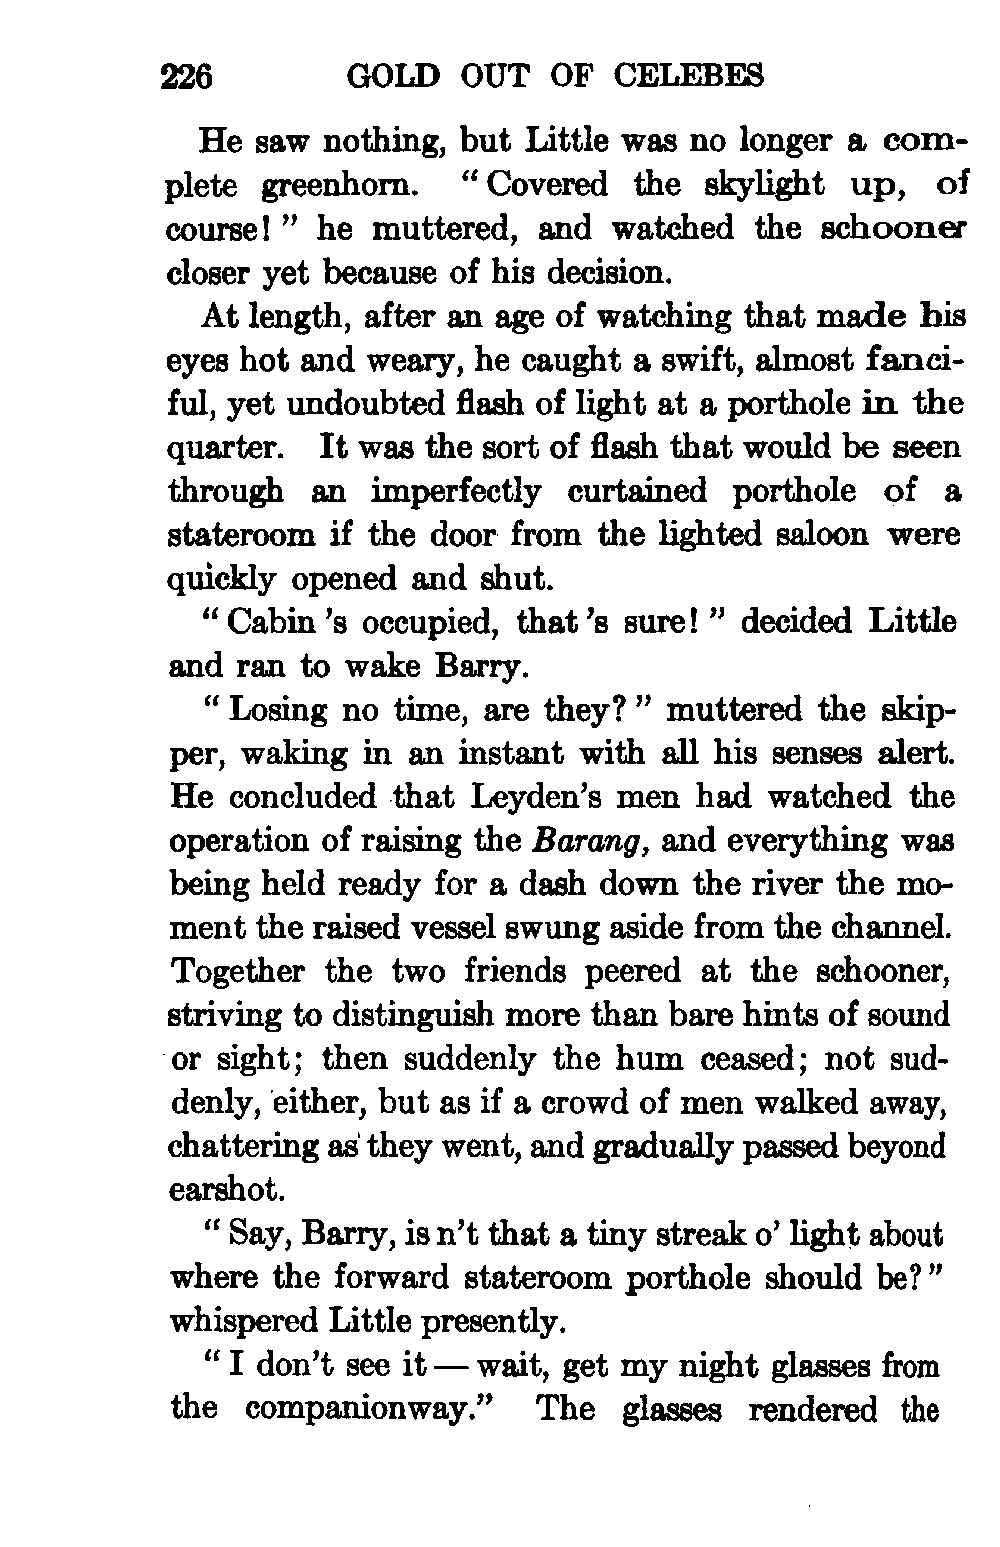 226 GOLD OUT OF CELEBES
He saw nothing, but Little was no longer a com-
plete greenhorn. “Covered the skylight up, of
course!” he muttered, and watched the schooner
closer yet because of his decision.
At length, after an age of watching that made his
eyes hot and weary, he caught a swift, almost fanci-
ful, yet undoubted flash of light at a porthole in the
quarter. It was the sort of flash that would be seen
through an imperfectly curtained porthole of a
stateroom if the door from the lighted saloon were
quickly opened and shut.
“Cabin 's occupied, that 's sure!” decided Little
and ran to wake Barry.
“Losing no time, are they?” muttered the skip-
per, waking in an instant with all his senses alert.
He concluded that Leyden's men had watched the
operation of raising the Barang, and everything was
being held ready for a dash down the river the mo-
ment the raised vessel swung aside from the channel.
Together the two friends peered at the schooner,
striving to distinguish more than bare hints of sound
or sight; then suddenly the hum ceased; not sud-
denly, either, but as if a crowd of men walked away,
chattering as they went, and gradually passed beyond
earshot.
“Say, Barry, is n't that a tiny streak o' light about
where the forward stateroom porthole should be?”
whispered Little presently.
“I don't see it — wait, get my night glasses from
the companionway.” The glasses rendered the